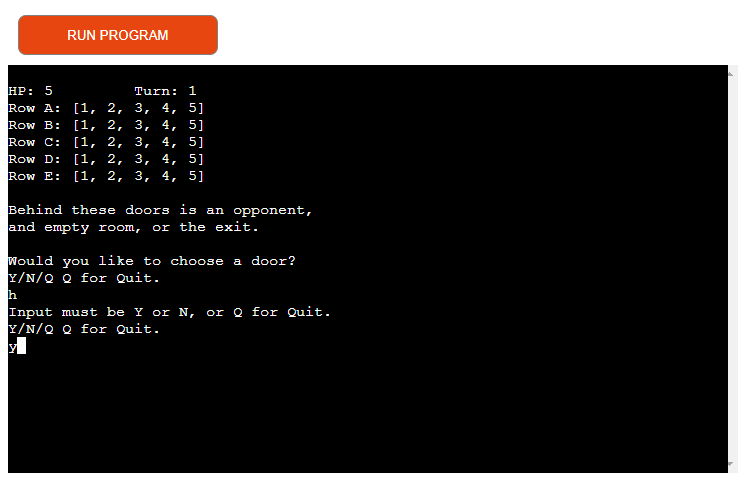 RUN PROGRAM
HP: 5 Turn: 1
Row A: [1, 2, 3, 4, 5]
Row B: [1, 2, 3, 4, 5]
Row C: [1, 2, 3, 4, 5]
Row D: [1, 2, 3, 4, 5]
Row E: [1, 2, 3, 4, 5]
Behind these doors is an opponent,
and empty room, or the exit.
Would you like to choose a door?
Y/N/Q Q for Quit.
h
Input must be Y or N, or Q for Quit.
Y/N/Q Q for Quit.
y